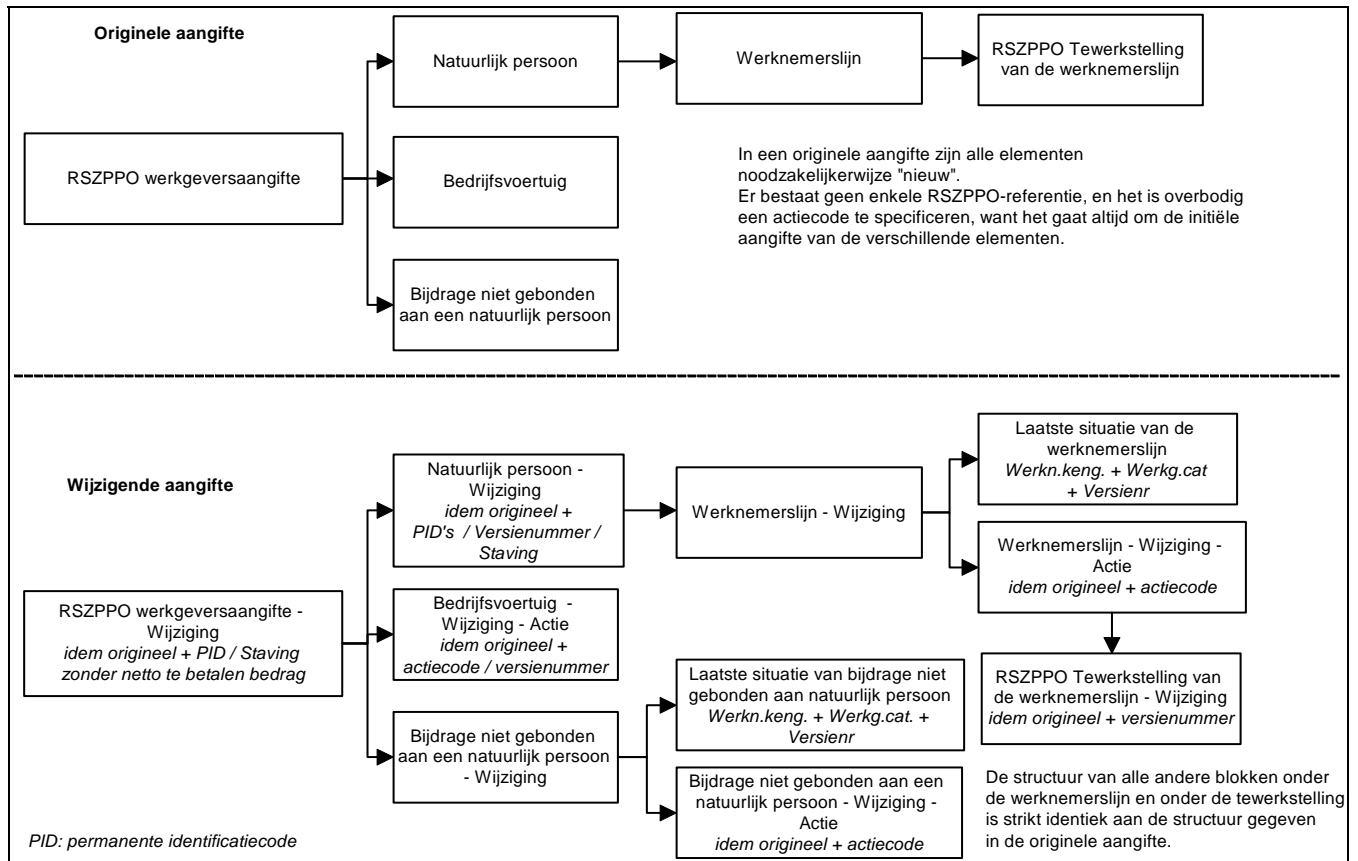 Originele aangifte
Natuurlijk persoon
Werknemerslijn
RSZPPO Tewerkstelling
van de werknemerslijn
RSZPPO werkgeversaangifte
Bedrijfsvoertuig
Bijdrage niet gebonden
aan een natuurlijk persoon
In een originele aangifte zijn alle elementen
noodzakelijkerwijze "nieuw".
Er bestaat geen enkele RSZPPO-referentie, en het is overbodig
een actiecode te specificeren, want het gaat altijd om de initiële
aangifte van de verschillende elementen.
Wijzigende aangifte
RSZPPO werkgeversaangifte -
Wijziging
idem origineel + PID / Staving
zonder netto te betalen bedrag
Natuurlijk persoon -
Wijziging
idem origineel +
PID's / Versienummer /
Staving
Werknemerslijn - Wijziging
Laatste situatie van de
werknemerslijn
Werkn.keng. + Werkg.cat
+ Versienr
Werknemerslijn - Wijziging -
Actie
idem origineel + actiecode
RSZPPO Tewerkstelling van
de werknemerslijn - Wijziging
idem origineel + versienummer
Bedrijfsvoertuig -
Wijziging - Actie
idem origineel +
actiecode / versienummer
Bijdrage niet gebonden
aan een natuurlijk persoon
- Wijziging
Laatste situatie van bijdrage niet
gebonden aan natuurlijk persoon
Werkn.keng. + Werkg.cat. +
Versienr
Bijdrage niet gebonden aan een
natuurlijk persoon - Wijziging -
Actie
idem origineel + actiecode
De structuur van alle andere blokken onder
de werknemerslijn en onder de tewerkstelling
is strikt identiek aan de structuur gegeven
in de originele aangifte.
PID: permanente identificatiecode